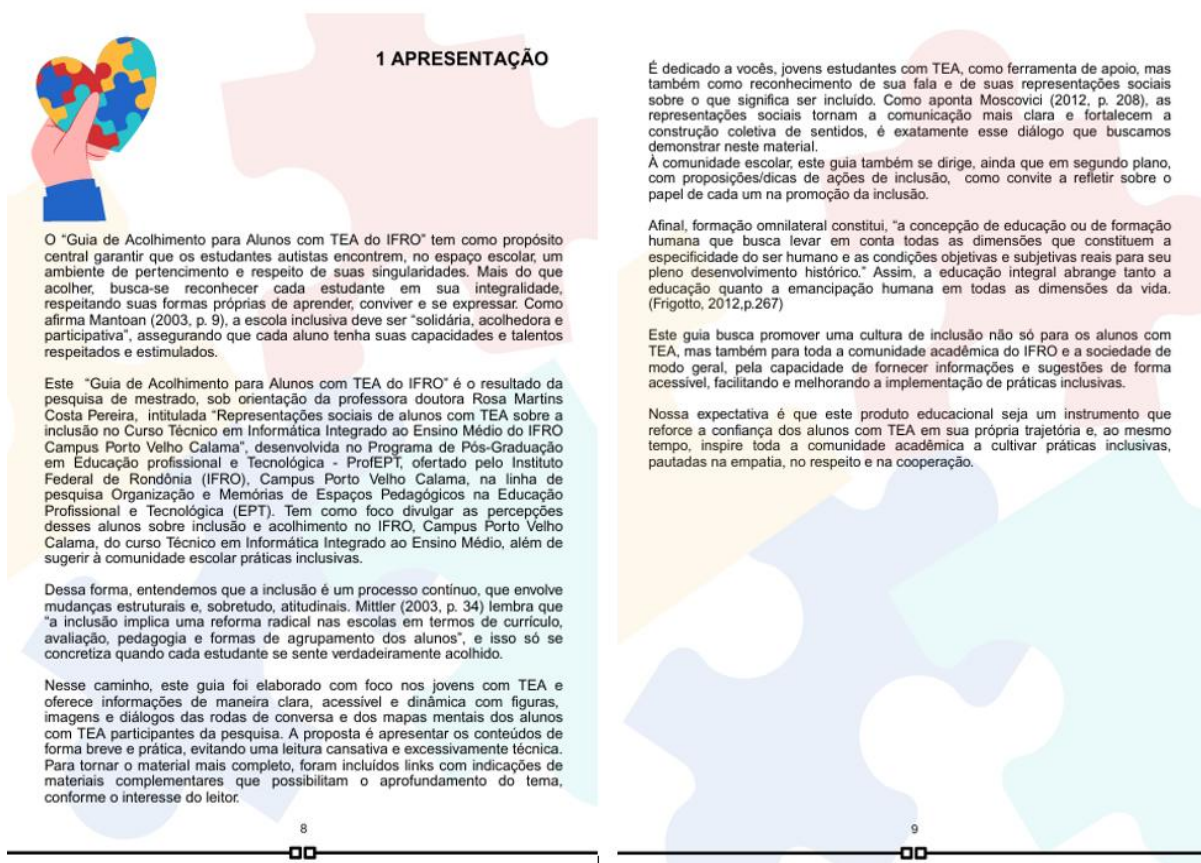 1 APRESENTAÇÃO
O “Guia de Acolhimento para Alunos com TEA do IFRO” tem como propósito
central garantir que os estudantes autistas encontrem, no espaço escolar, um
ambiente de pertencimento e respeito de suas singularidades. Mais do que
acolher, busca-se reconhecer cada estudante em sua integralidade,
respeitando suas formas próprias de aprender, conviver e se expressar. Como
afirma Mantoan (2003, p. 9), a escola inclusiva deve ser “solidária, acolhedora e
participativa”, assegurando que cada aluno tenha suas capacidades e talentos
respeitados e estimulados.
Este “Guia de Acolhimento para Alunos com TEA do IFRO” é o resultado da
pesquisa de mestrado, sob orientação da professora doutora Rosa Martins
Costa Pereira, intitulada “Representações sociais de alunos com TEA sobre a
inclusão no Curso Técnico em Informática Integrado ao Ensino Médio do IFRO
Campus Porto Velho Calama”, desenvolvida no Programa de Pós-Graduação
em Educação profissional e Tecnológica - ProfEPT, ofertado pelo Instituto
Federal de Rondônia (IFRO), Campus Porto Velho Calama, na linha de
pesquisa Organização e Memórias de Espaços Pedagógicos na Educação
Profissional e Tecnológica (EPT). Tem como foco divulgar as percepções
desses alunos sobre inclusão e acolhimento no IFRO, Campus Porto Velho
Calama, do curso Técnico em Informática Integrado ao Ensino Médio, além de
sugerir à comunidade escolar práticas inclusivas.
Dessa forma, entendemos que a inclusão é um processo contínuo, que envolve
mudanças estruturais e, sobretudo, atitudinais. Mittler (2003, p. 34) lembra que
“a inclusão implica uma reforma radical nas escolas em termos de currículo,
avaliação, pedagogia e formas de agrupamento dos alunos”, e isso só se
concretiza quando cada estudante se sente verdadeiramente acolhido.
Nesse caminho, este guia foi elaborado com foco nos jovens com TEA e
oferece informações de maneira clara, acessível e dinâmica com figuras,
imagens e diálogos das rodas de conversa e dos mapas mentais dos alunos
com TEA participantes da pesquisa. A proposta é apresentar os conteúdos de
forma breve e prática, evitando uma leitura cansativa e excessivamente técnica.
Para tornar o material mais completo, foram incluídos links com indicações de
materiais complementares que possibilitam o aprofundamento do tema,
conforme o interesse do leitor.
8
É dedicado a vocês, jovens estudantes com TEA, como ferramenta de apoio, mas
também como reconhecimento de sua fala e de suas representações sociais
sobre o que significa ser incluído. Como aponta Moscovici (2012, p. 208), as
representações sociais tornam a comunicação mais clara e fortalecem a
construção coletiva de sentidos, é exatamente esse diálogo que buscamos
demonstrar neste material.
À comunidade escolar, este guia também se dirige, ainda que em segundo plano,
com proposições/dicas de ações de inclusão, como convite a refletir sobre o
papel de cada um na promoção da inclusão.
Afinal, formação omnilateral constitui, “a concepção de educação ou de formação
humana que busca levar em conta todas as dimensões que constituem a
especificidade do ser humano e as condições objetivas e subjetivas reais para seu
pleno desenvolvimento histórico.” Assim, a educação integral abrange tanto a
educação quanto a emancipação humana em todas as dimensões da vida.
(Frigotto, 2012,p.267)
Este guia busca promover uma cultura de inclusão não só para os alunos com
TEA, mas também para toda a comunidade acadêmica do IFRO e a sociedade de
modo geral, pela capacidade de fornecer informações e sugestões de forma
acessível, facilitando e melhorando a implementação de práticas inclusivas.
Nossa expectativa é que este produto educacional seja um instrumento que
reforce a confiança dos alunos com TEA em sua própria trajetória e, ao mesmo
tempo, inspire toda a comunidade acadêmica a cultivar práticas inclusivas,
pautadas na empatia, no respeito e na cooperação.
9